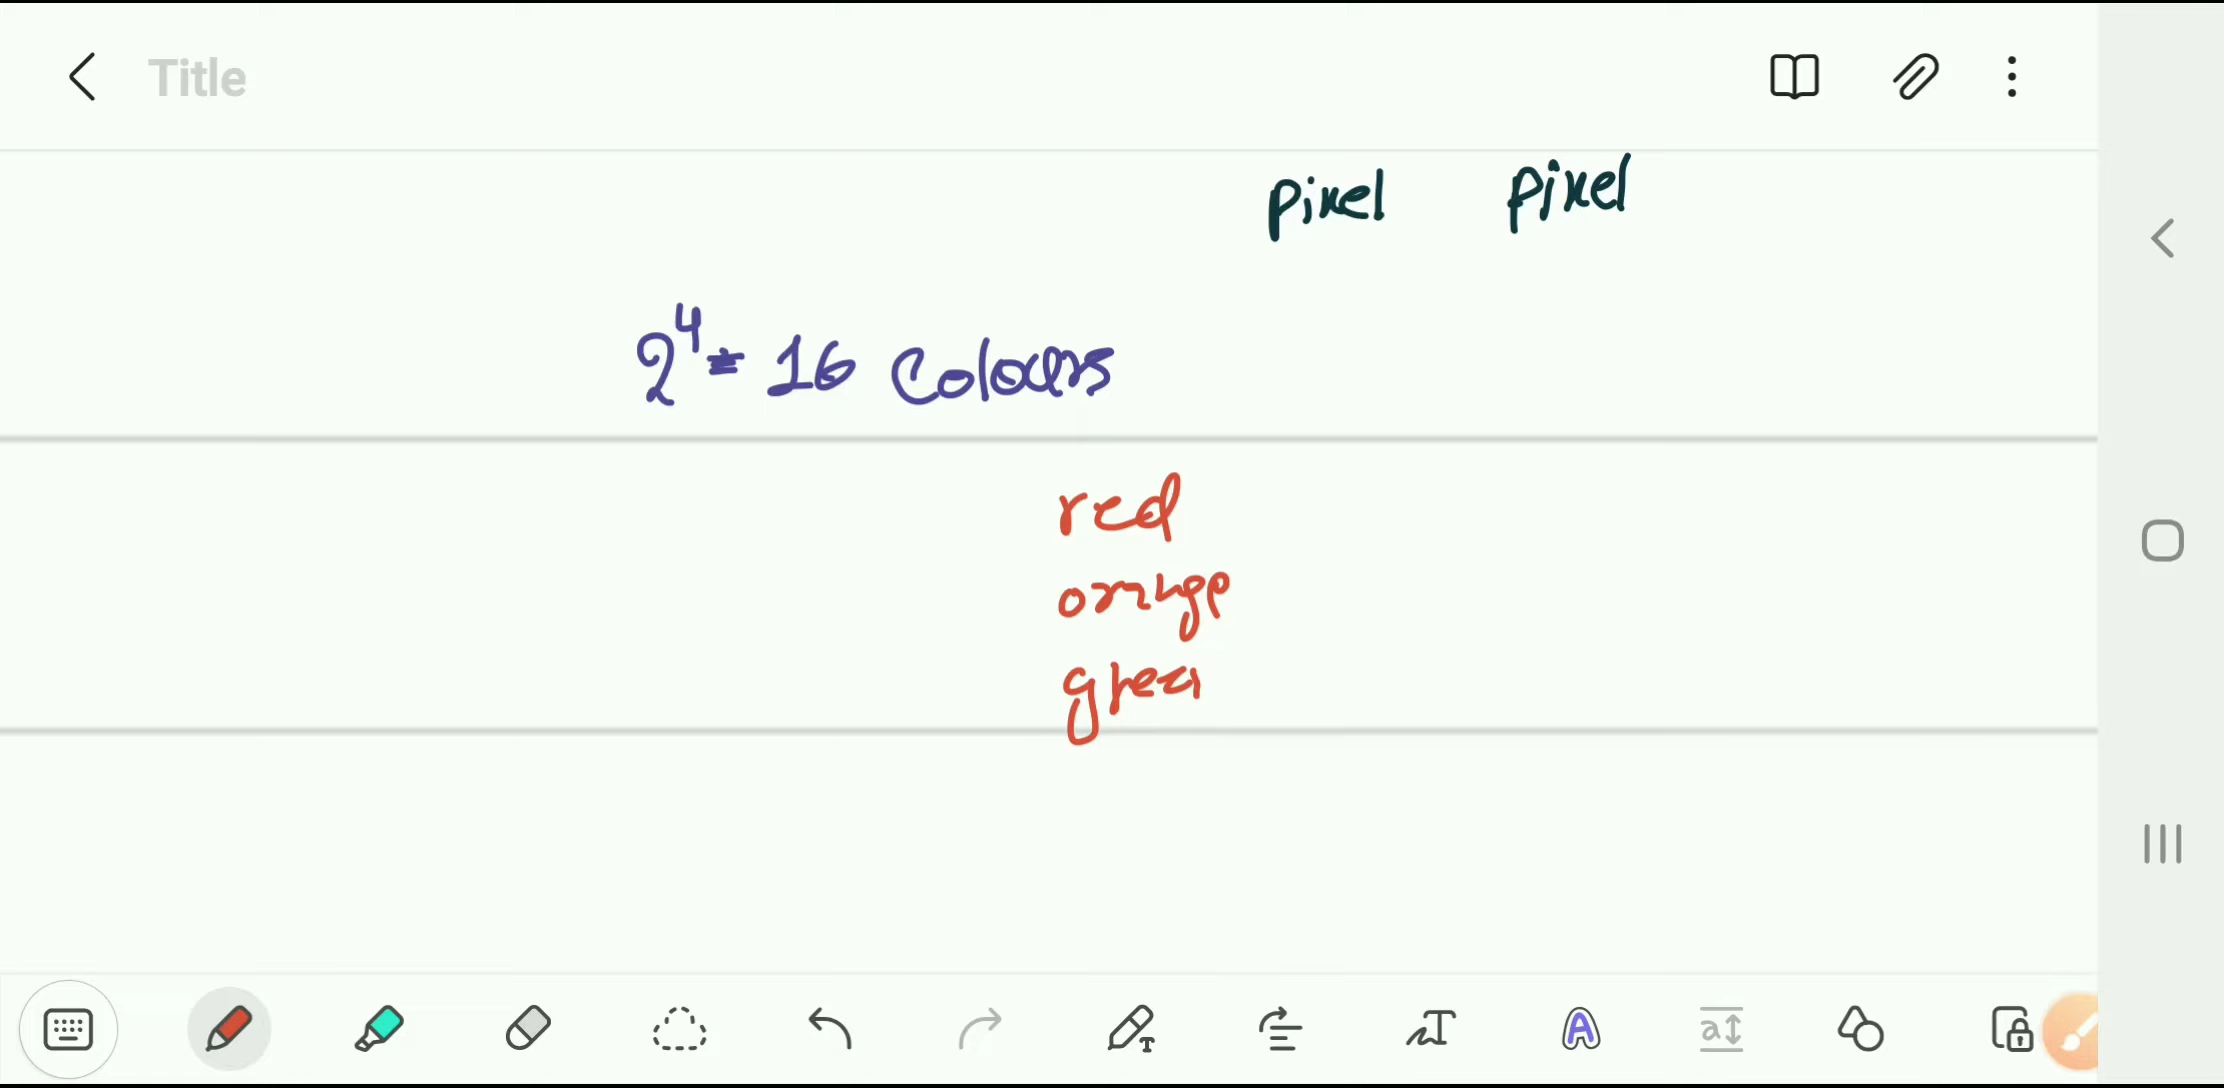 Title
pixel pixel
2⁴ = 16 Colours
red
orange
green